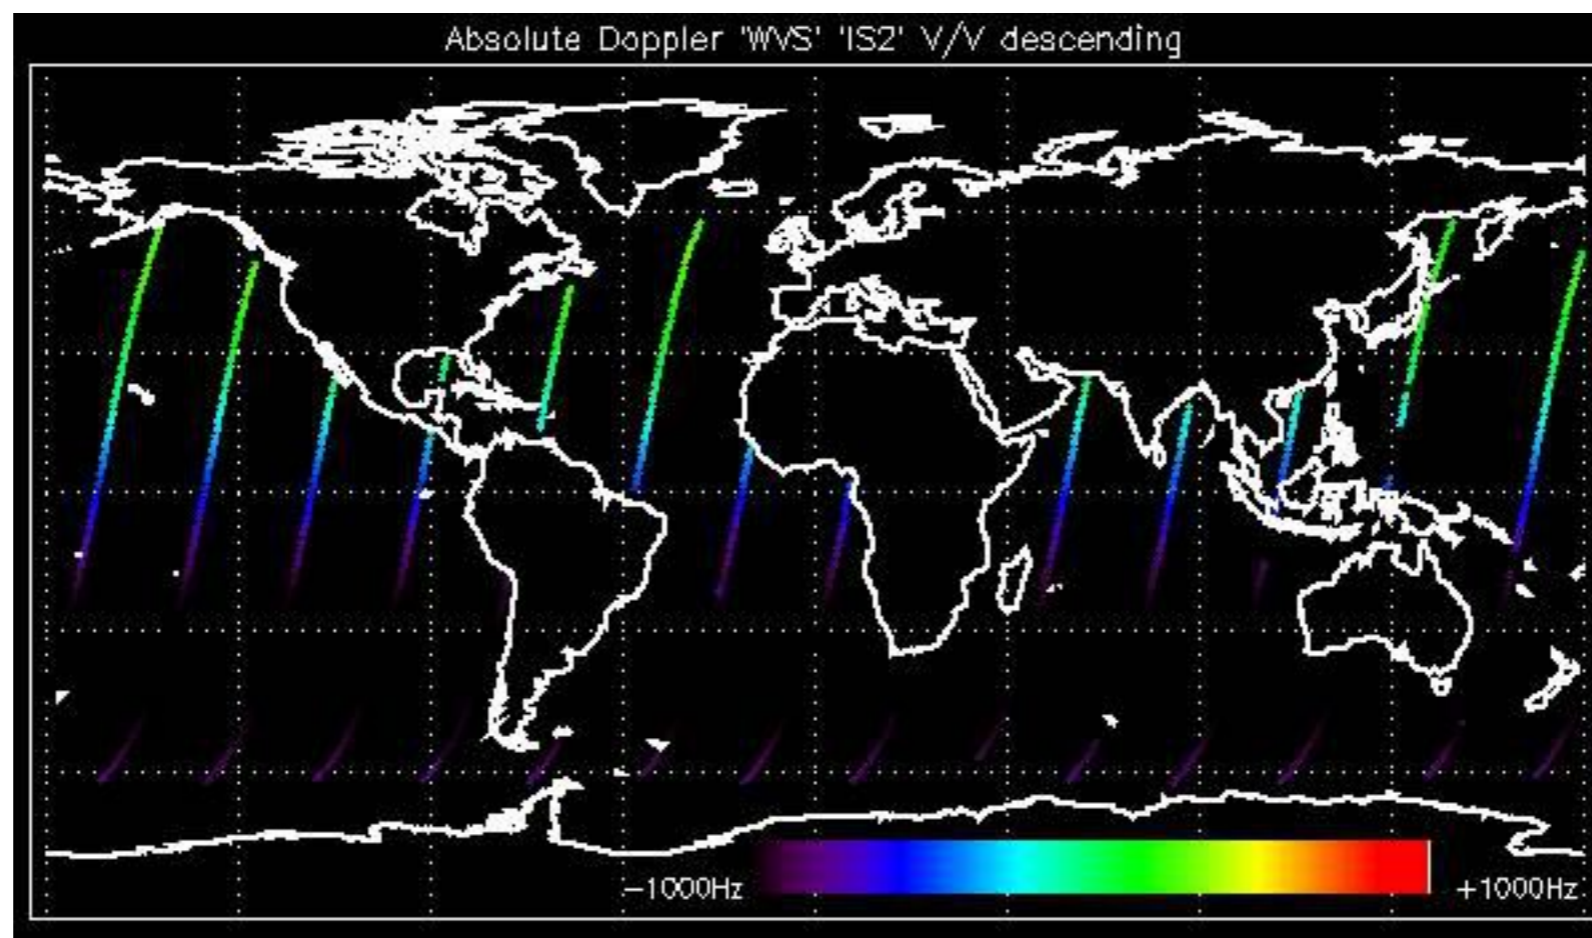 Absolute Doppler 'WVS' 'IS2' V/V descending
−1000Hz +1000Hz